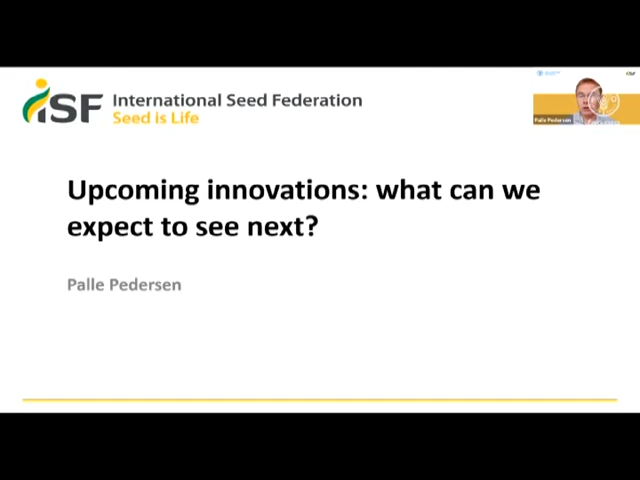 iSF
International Seed Federation
Seed is Life
iSF
Palle Pedersen
Upcoming innovations: what can we
expect to see next?
Palle Pedersen